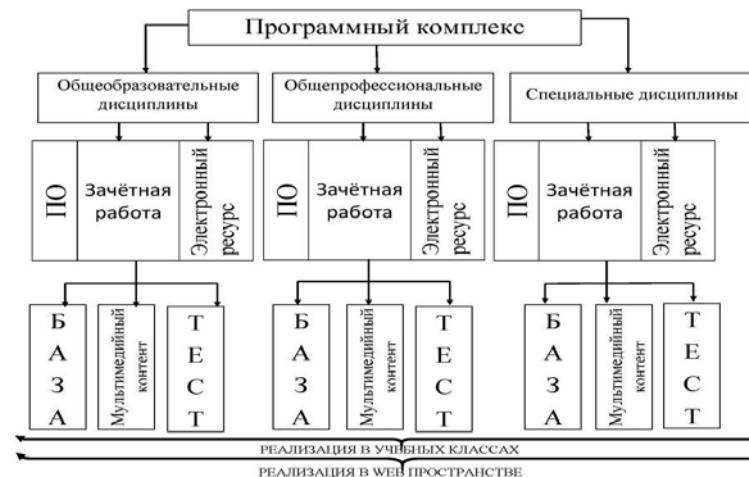 Программный комплекс
Общеобразовательные
дисциплины
Общепрофессиональные
дисциплины
Специальные дисциплины
ПО
Зачётная
работа
Электронный
ресурс
ПО
Зачётная
работа
Электронный
ресурс
ПО
Зачётная
работа
Электронный
ресурс
БАЗА
Мультимедийный
контент
ТЕСТ
БАЗА
Мультимедийный
контент
ТЕСТ
БАЗА
Мультимедийный
контент
ТЕСТ
РЕАЛИЗАЦИЯ В УЧЕБНЫХ КЛАССАХ
РЕАЛИЗАЦИЯ В WEB ПРОСТРАНСТВЕ